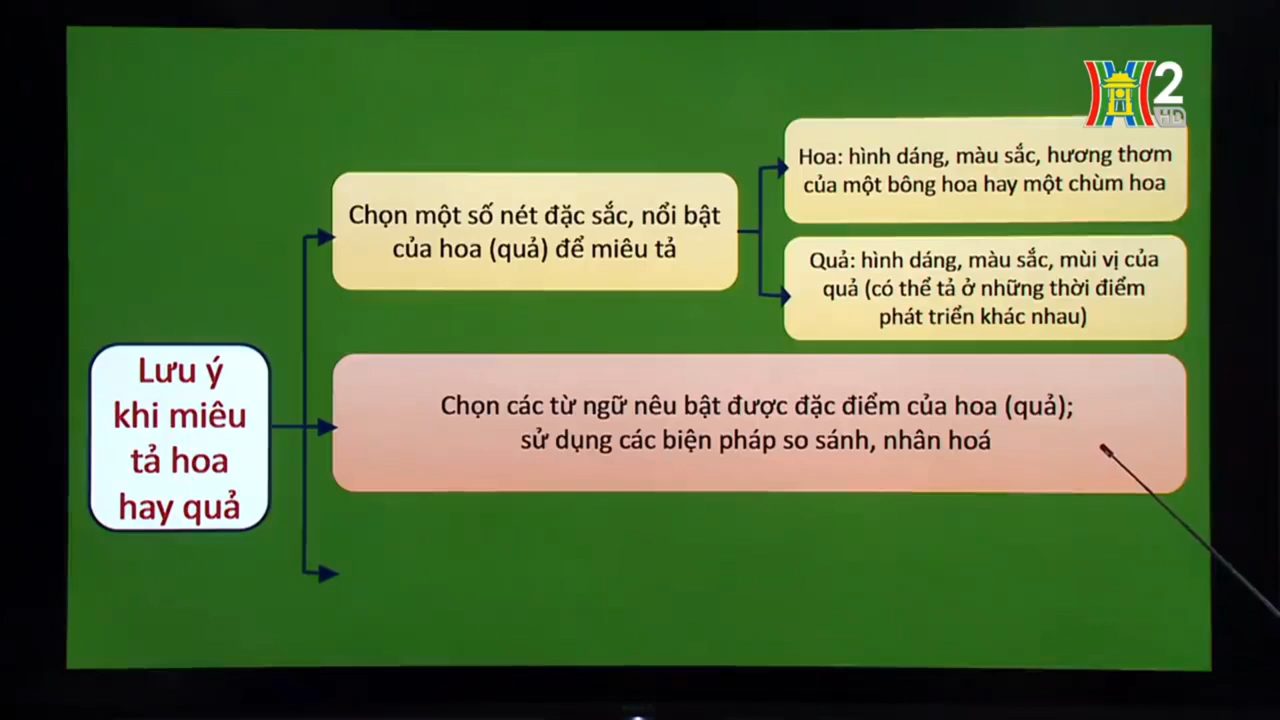 2
HD
Hoa: hình dáng, màu sắc, hương thơm
của một bông hoa hay một chùm hoa
Chọn một số nét đặc sắc, nổi bật
của hoa (quả) để miêu tả
Quả: hình dáng, màu sắc, mùi vị của
quả (có thể tả ở những thời điểm
phát triển khác nhau)
Lưu ý
khi miêu
tả hoa
hay quả
Chọn các từ ngữ nêu bật được đặc điểm của hoa (quả);
sử dụng các biện pháp so sánh, nhân hoá